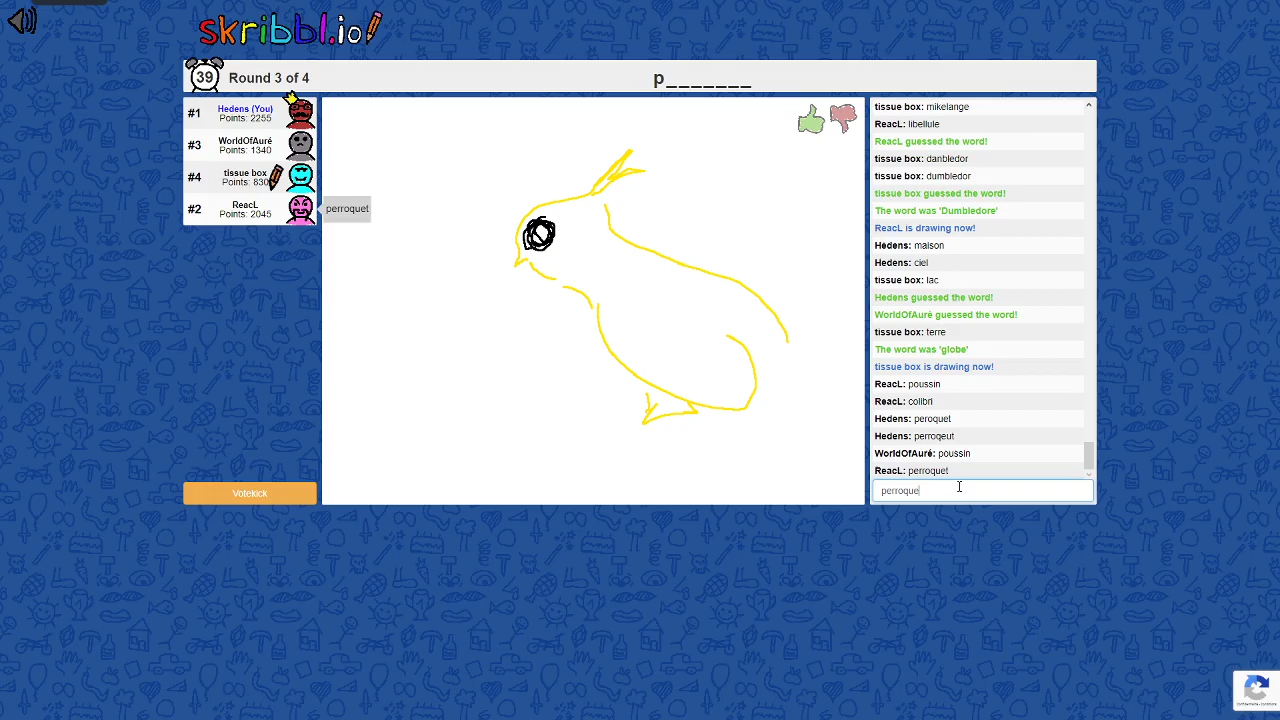 skribbl.io
39
Round 3 of 4
p_______
#1
Hedens (You)
Points: 2255
#3
WorldOfAuré
Points: 1340
#4
tissue box
Points: 830
#2
ReacL
Points: 2045
perroquet
Votekick
tissue box: mikelange
ReacL: libellule
ReacL guessed the word!
tissue box: danbledor
tissue box: dumbledor
tissue box guessed the word!
The word was 'Dumbledore'
ReacL is drawing now!
Hedens: maison
Hedens: ciel
tissue box: lac
Hedens guessed the word!
WorldOfAuré guessed the word!
tissue box: terre
The word was 'globe'
tissue box is drawing now!
ReacL: poussin
ReacL: colibri
Hedens: peroquet
Hedens: perroqeut
WorldOfAuré: poussin
ReacL: perroquet
perroque